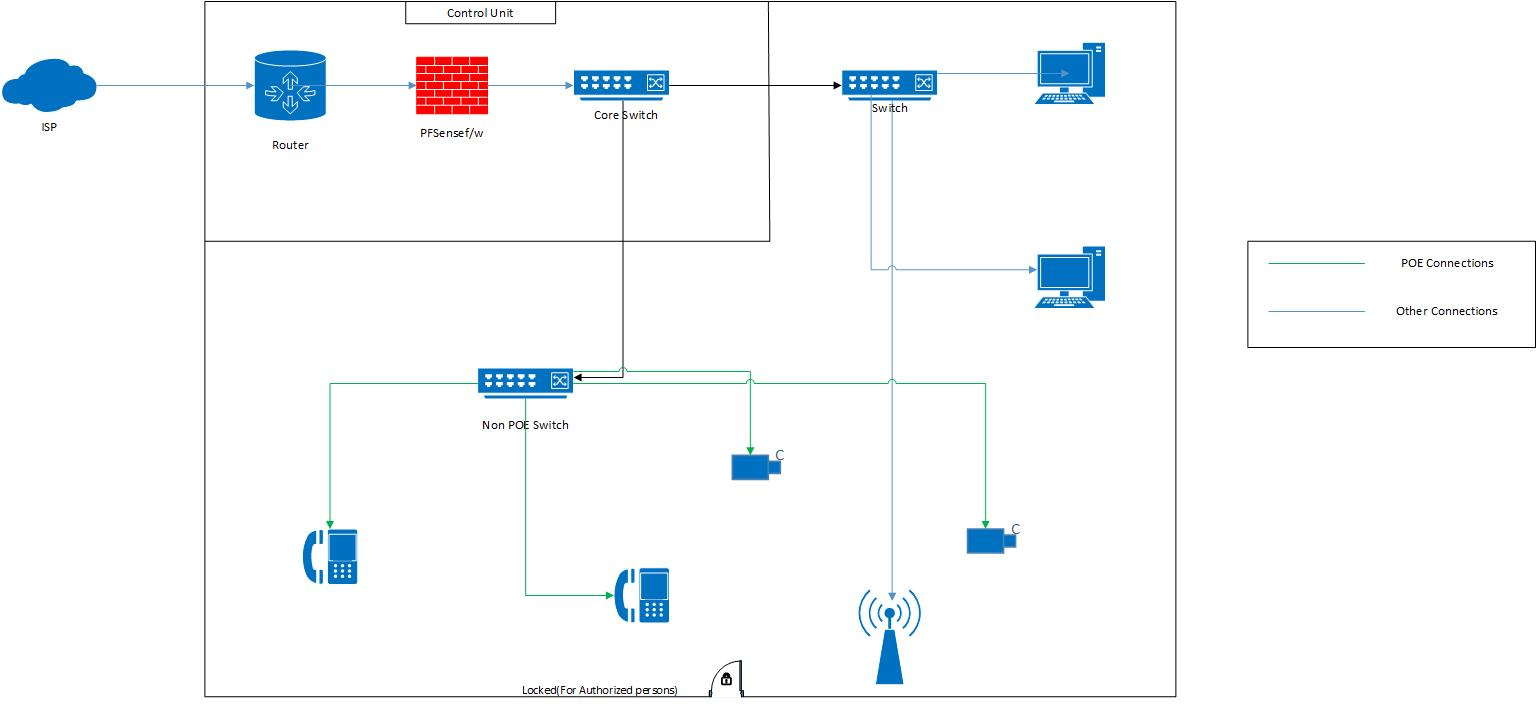 Control Unit
ISP
Router
PFSensef/w
Core Switch
Switch
POE Connections
Other Connections
Non POE Switch
C
C
Locked(For Authorized persons)